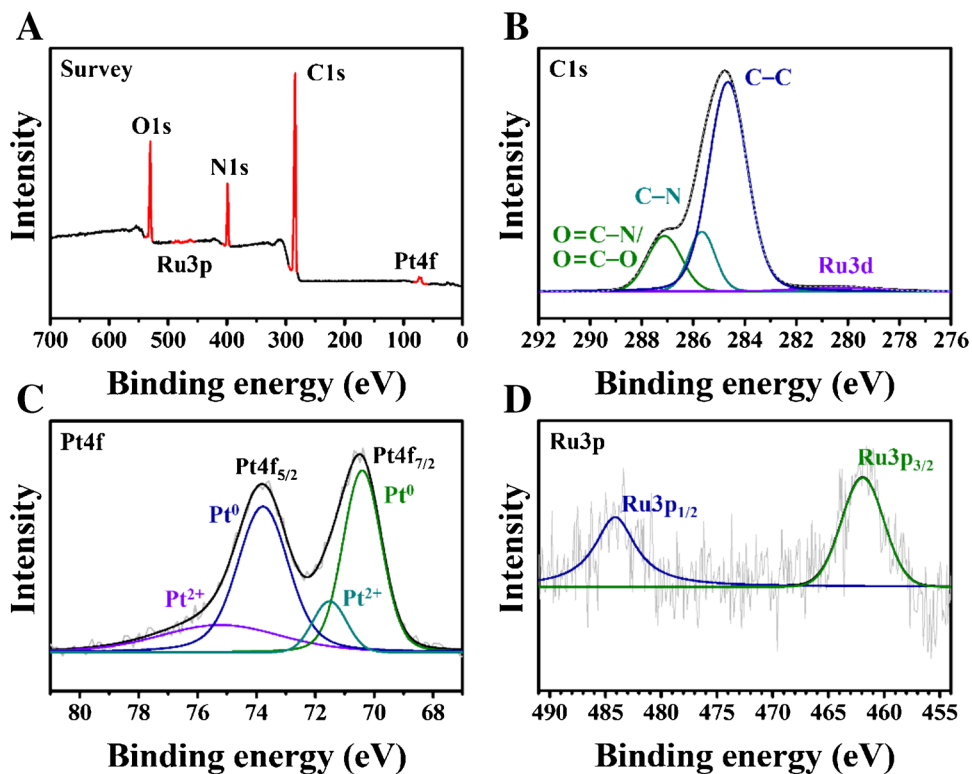 A
Survey
C1s
O1s
N1s
Ru3p
Pt4f
Intensity
700 600 500 400 300 200 100 0
Binding energy (eV)
B
C1s
C–C
C–N
O=C–N/
O=C–O
Ru3d
Intensity
292 290 288 286 284 282 280 278 276
Binding energy (eV)
C
Pt4f
Pt4f5/2
Pt4f7/2
Pt0
Pt0
Pt2+
Pt2+
Intensity
80 78 76 74 72 70 68
Binding energy (eV)
D
Ru3p
Ru3p3/2
Ru3p1/2
Intensity
490 485 480 475 470 465 460 455
Binding energy (eV)